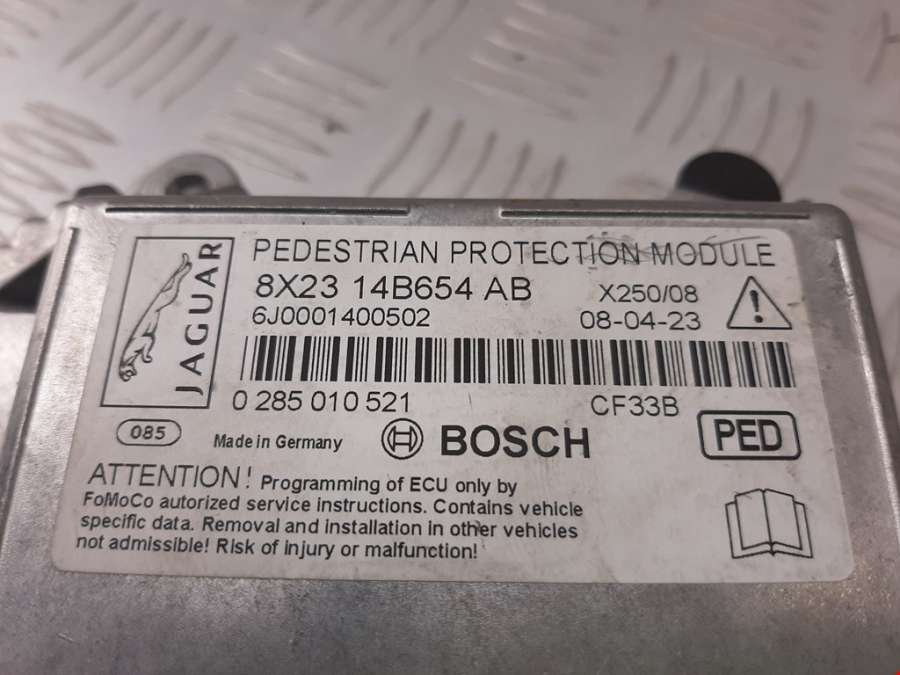 JAGUAR
PEDESTRIAN PROTECTION MODULE
8X23 14B654 AB
X250/08
6J0001400502
08-04-23
0 285 010 521
CF33B
085
Made in Germany
BOSCH
PED
ATTENTION! Programming of ECU only by
FoMoCo autorized service instructions. Contains vehicle
specific data. Removal and installation in other vehicles
not admissible! Risk of injury or malfunction!